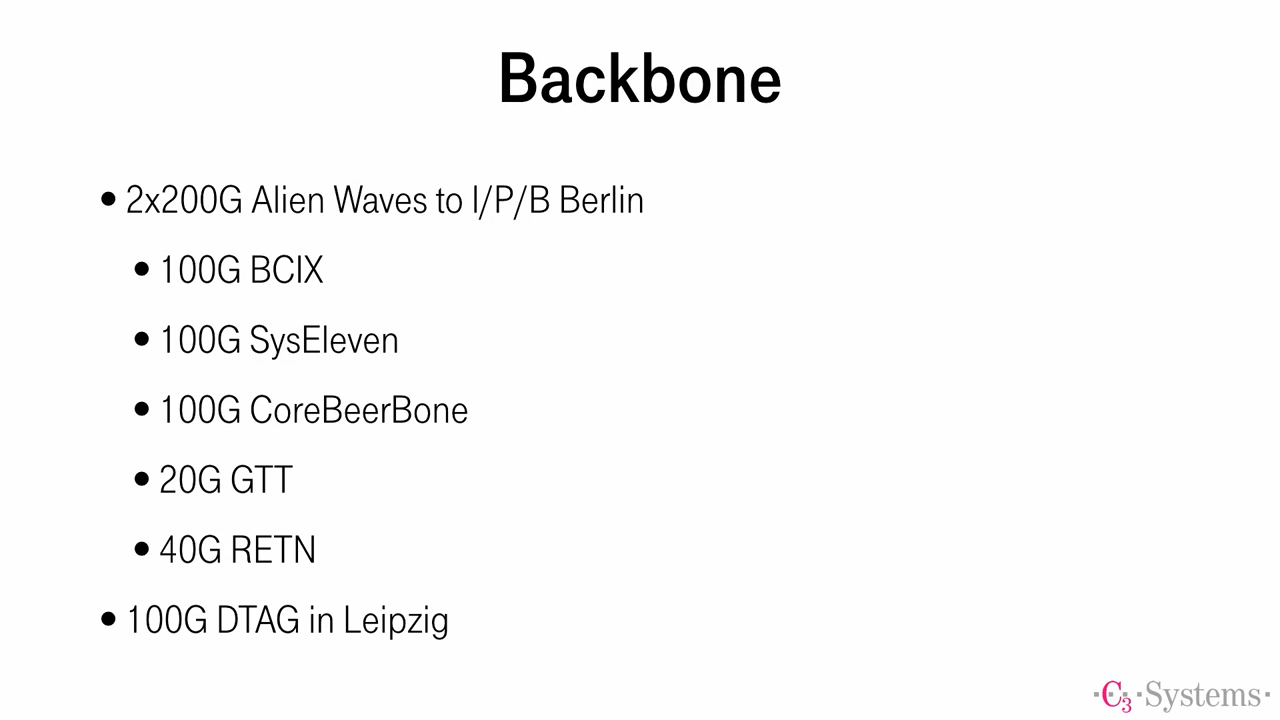 Backbone
• 2x200G Alien Waves to I/P/B Berlin
• 100G BCIX
• 100G SysEleven
• 100G CoreBeerBone
• 20G GTT
• 40G RETN
• 100G DTAG in Leipzig
·C3·Systems·